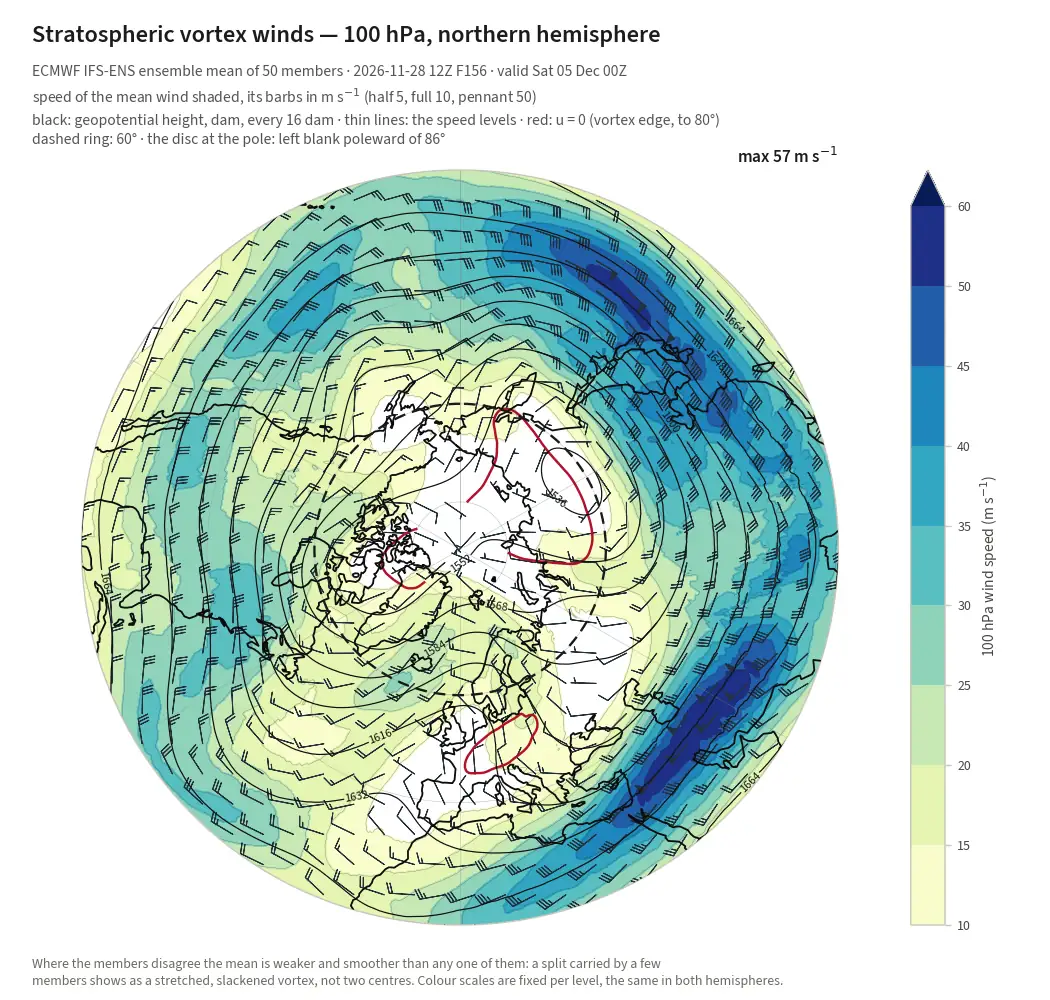 Stratospheric vortex winds — 100 hPa, northern hemisphere
ECMWF IFS-ENS ensemble mean of 50 members · 2026-11-28 12Z F156 · valid Sat 05 Dec 00Z
speed of the mean wind shaded, its barbs in m s⁻¹ (half 5, full 10, pennant 50)
black: geopotential height, dam, every 16 dam · thin lines: the speed levels · red: u = 0 (vortex edge, to 80°)
dashed ring: 60° · the disc at the pole: left blank poleward of 86°
max 57 m s⁻¹
60
50
45
40
35
30
25
20
15
10
100 hPa wind speed (m s⁻¹)
1664
1648
1536
1552
1568
1584
1616
1632
1664
1664
Where the members disagree the mean is weaker and smoother than any one of them: a split carried by a few
members shows as a stretched, slackened vortex, not two centres. Colour scales are fixed per level, the same in both hemispheres.